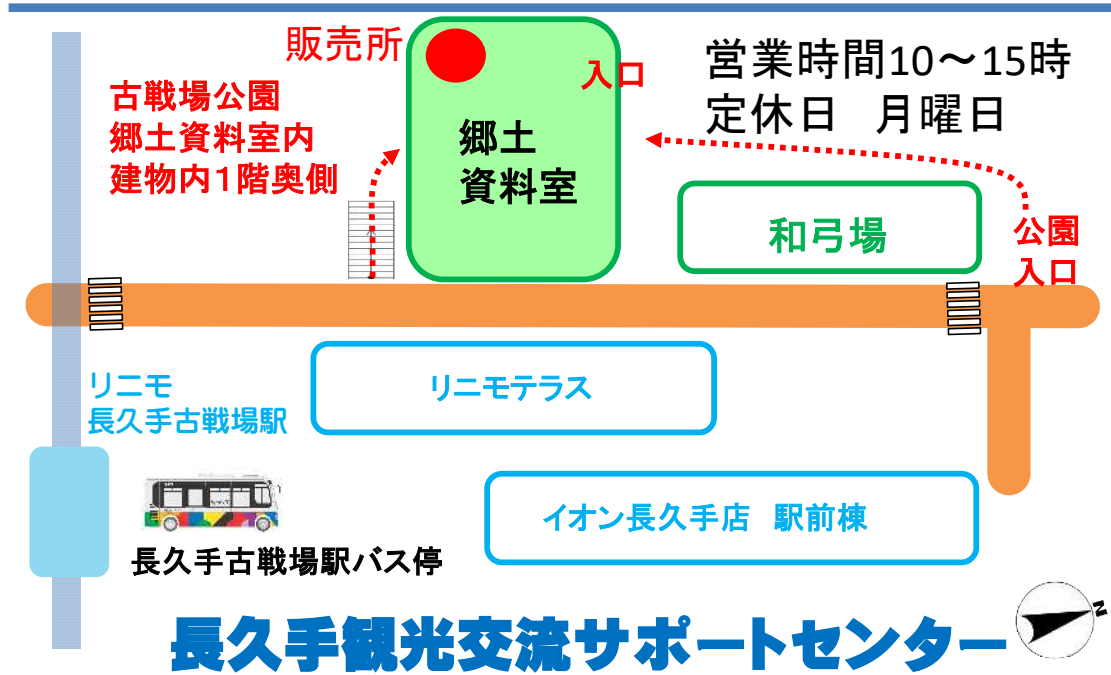 販売所
入口
営業時間10～15時
定休日　月曜日
古戦場公園
郷土資料室内
建物内１階奥側
郷土
資料室
和弓場
公園
入口
リニモ
長久手古戦場駅
リニモテラス
イオン長久手店　駅前棟
長久手古戦場駅バス停
長久手観光交流サポートセンター
N